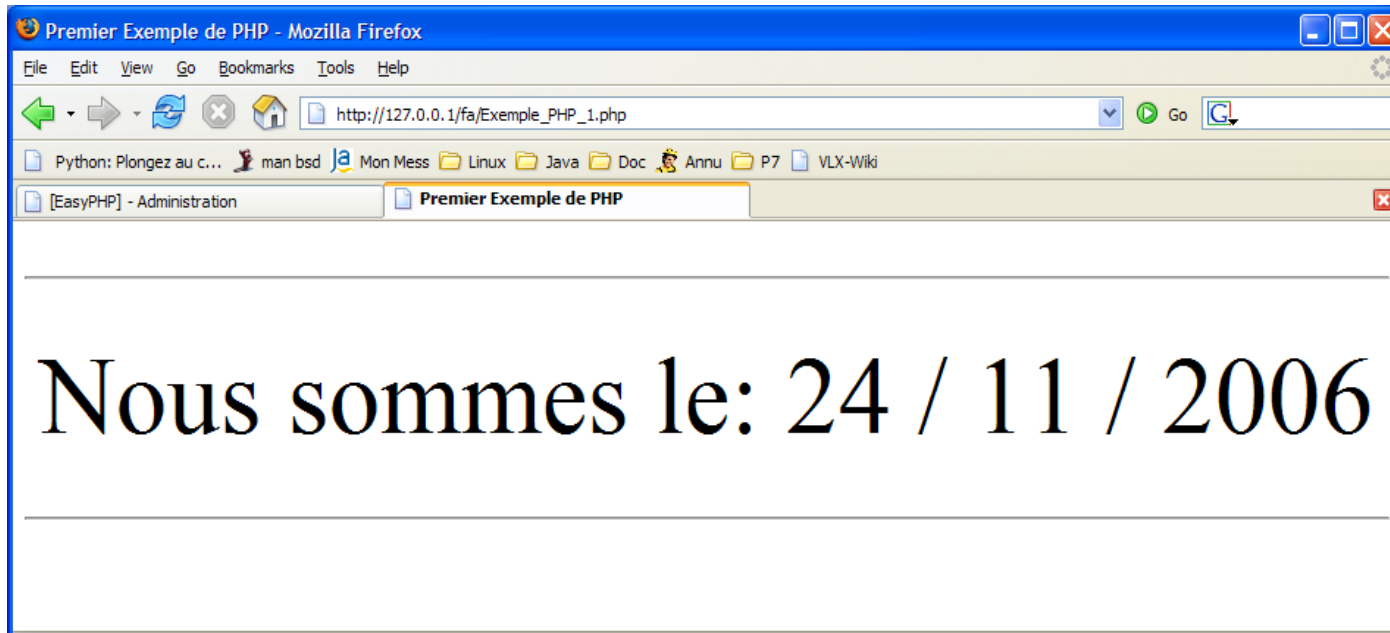 Premier Exemple de PHP - Mozilla Firefox
File Edit View Go Bookmarks Tools Help
http://127.0.0.1/fa/Exemple_PHP_1.php Go G
Python: Plongez au c... man bsd Ja Mon Mess Linux Java Doc Annu P7 VLX-Wiki
[EasyPHP] - Administration Premier Exemple de PHP
Nous sommes le: 24 / 11 / 2006